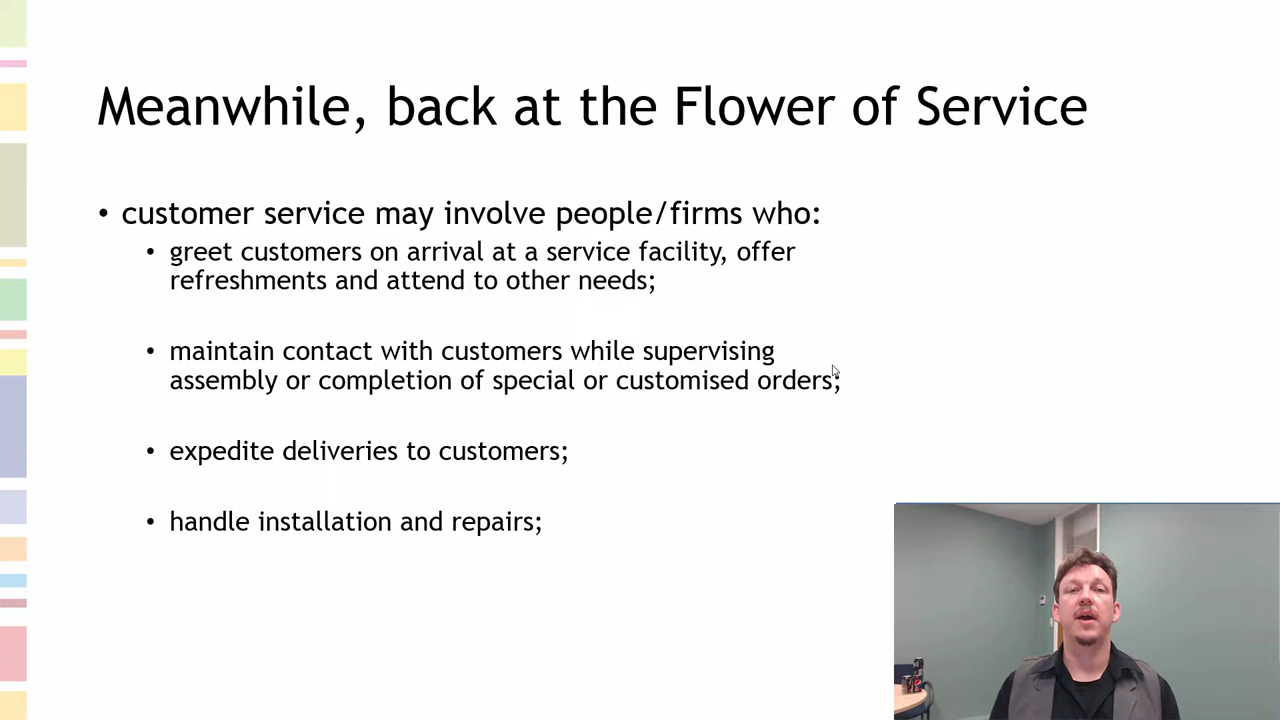 Meanwhile, back at the Flower of Service
• customer service may involve people/firms who:
• greet customers on arrival at a service facility, offer
refreshments and attend to other needs;
• maintain contact with customers while supervising
assembly or completion of special or customised orders;
• expedite deliveries to customers;
• handle installation and repairs;